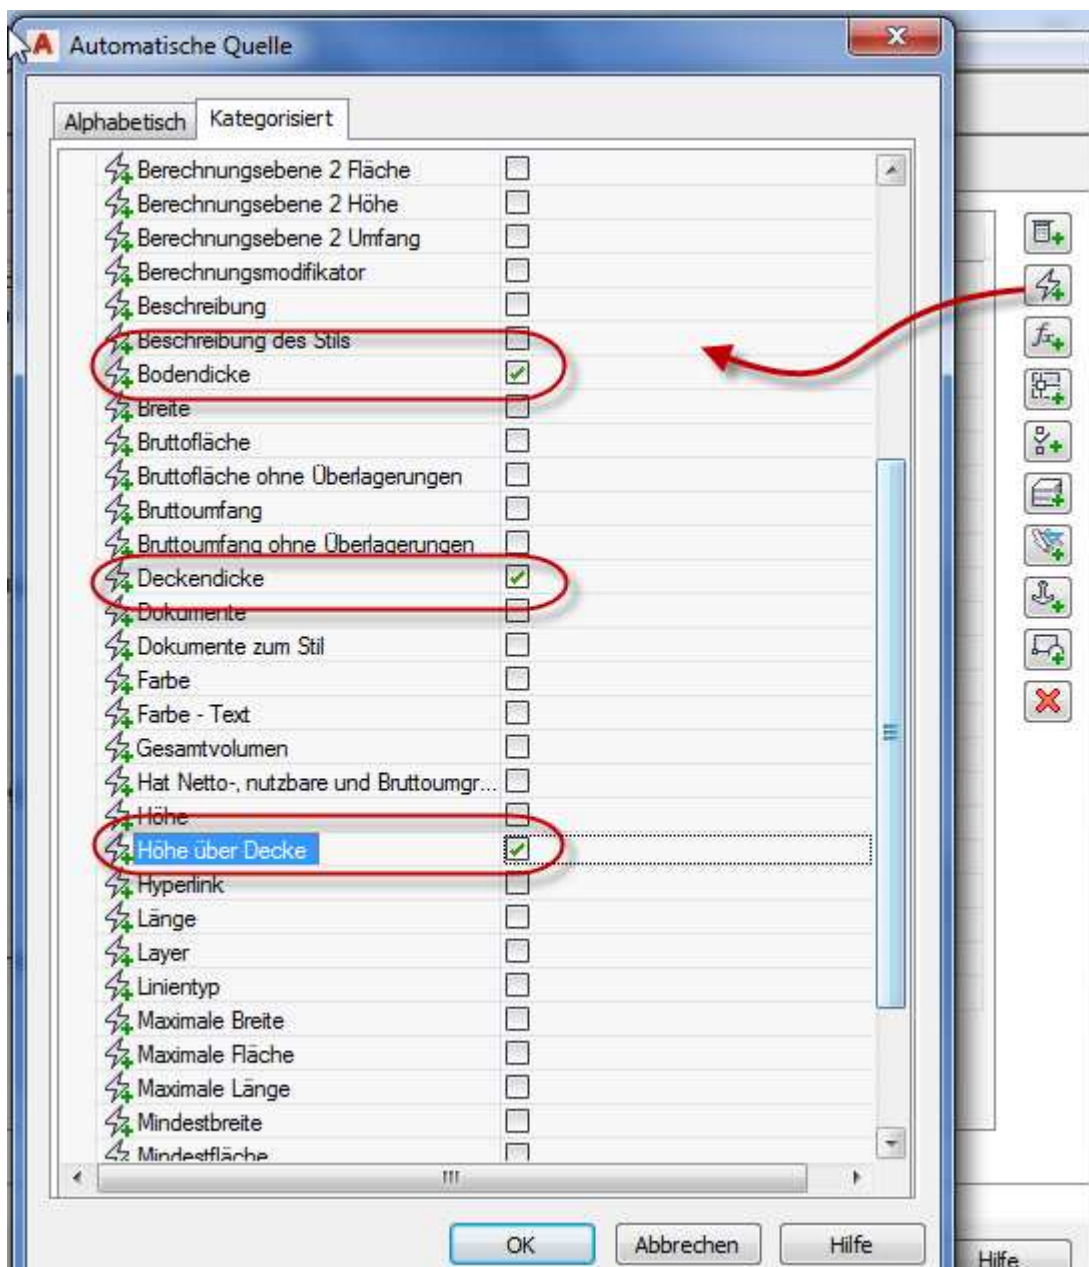 Automatische Quelle
Alphabetisch
Kategorisiert
Berechnungsebene 2 Fläche
Berechnungsebene 2 Höhe
Berechnungsebene 2 Umfang
Berechnungsmodifikator
Beschreibung
Beschreibung des Stils
Bodendicke
Breite
Bruttofläche
Bruttofläche ohne Überlagerungen
Bruttoumfang
Bruttoumfang ohne Überlagerungen
Deckendicke
Dokumente
Dokumente zum Stil
Farbe
Farbe - Text
Gesamtvolumen
Hat Netto-, nutzbare und Bruttoumgr...
Höhe
Höhe über Decke
Hyperlink
Länge
Layer
Linientyp
Maximale Breite
Maximale Fläche
Maximale Länge
Mindestbreite
Mindestfläche
OK
Abbrechen
Hilfe
Hilfe